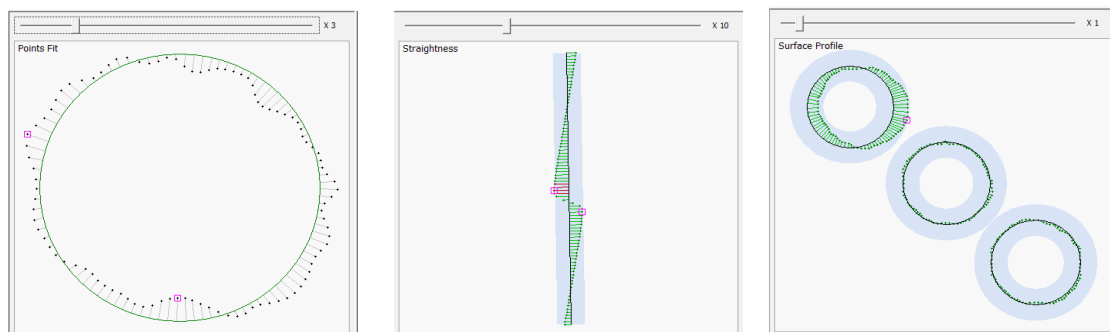 X 3
Points Fit
X 10
Straightness
X 1
Surface Profile